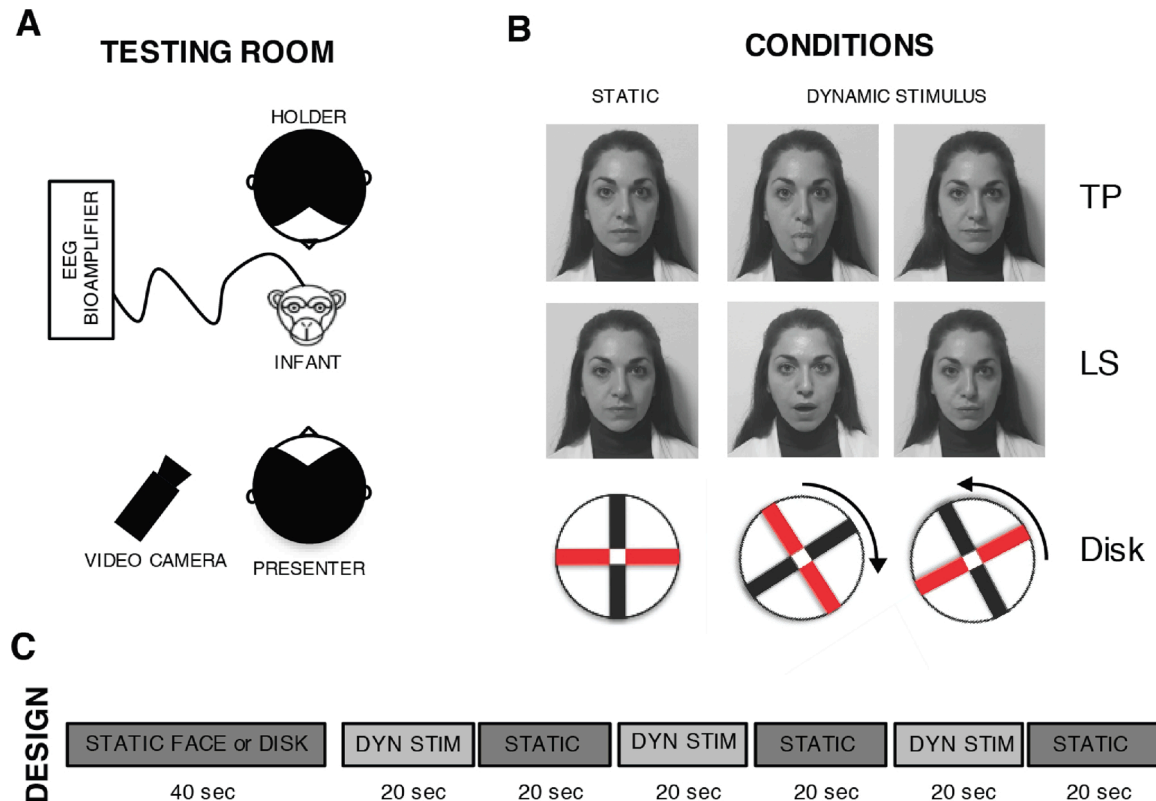 A
TESTING ROOM
HOLDER
EEG
BIOAMPLIFIER
INFANT
VIDEO CAMERA
PRESENTER
B
CONDITIONS
STATIC
DYNAMIC STIMULUS
TP
LS
Disk
C
DESIGN
STATIC FACE or DISK
DYN STIM
STATIC
DYN STIM
STATIC
DYN STIM
STATIC
40 sec
20 sec
20 sec
20 sec
20 sec
20 sec
20 sec